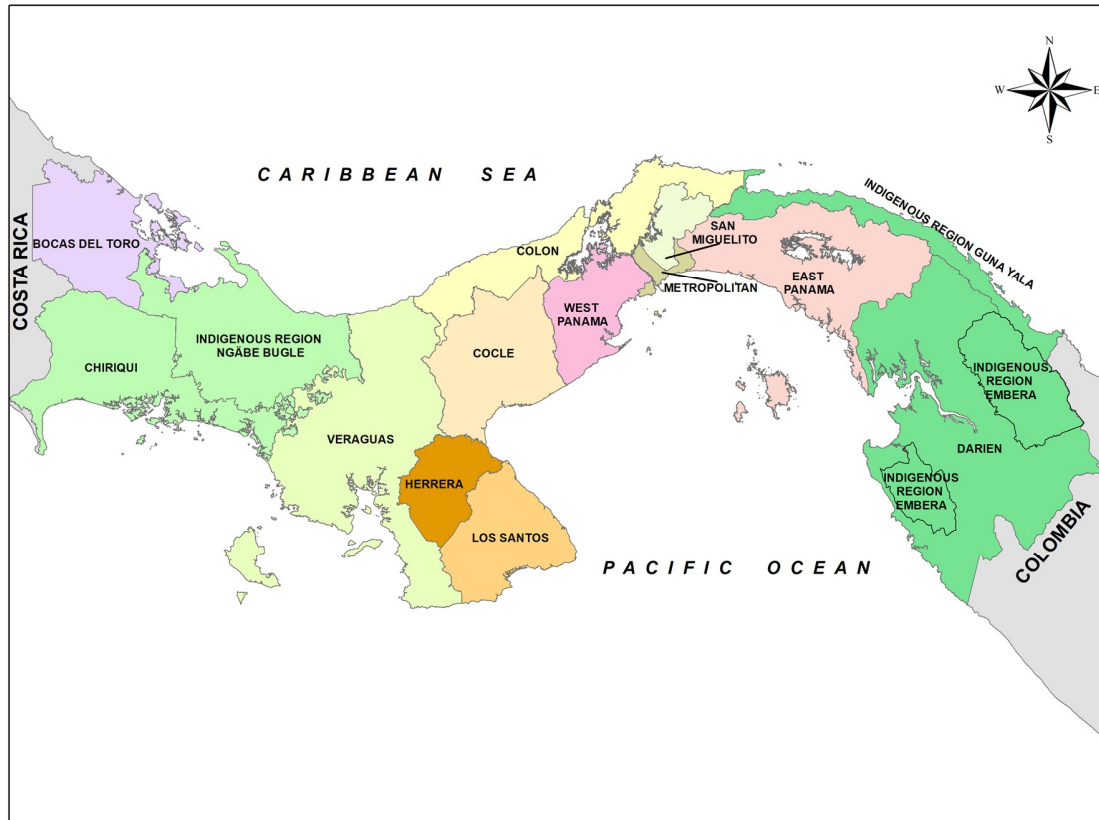 N
W
E
S
CARIBBEAN SEA
COSTA RICA
BOCAS DEL TORO
CHIRIQUI
INDIGENOUS REGION
NGÄBE BUGLE
VERAGUAS
COLON
COCLE
HERRERA
LOS SANTOS
WEST
PANAMA
SAN
MIGUELITO
METROPOLITAN
EAST
PANAMA
INDIGENOUS REGION GUNA YALA
INDIGENOUS
REGION
EMBERA
DARIEN
INDIGENOUS
REGION
EMBERA
PACIFIC OCEAN
COLOMBIA